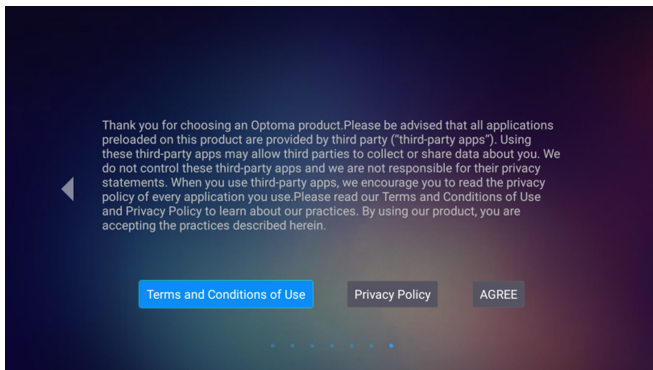 Thank you for choosing an Optoma product.Please be advised that all applications
preloaded on this product are provided by third party ("third-party apps"). Using
these third-party apps may allow third parties to collect or share data about you. We
do not control these third-party apps and we are not responsible for their privacy
statements. When you use third-party apps, we encourage you to read the privacy
policy of every application you use.Please read our Terms and Conditions of Use
and Privacy Policy to learn about our practices. By using our product, you are
accepting the practices described herein.
Terms and Conditions of Use
Privacy Policy
AGREE